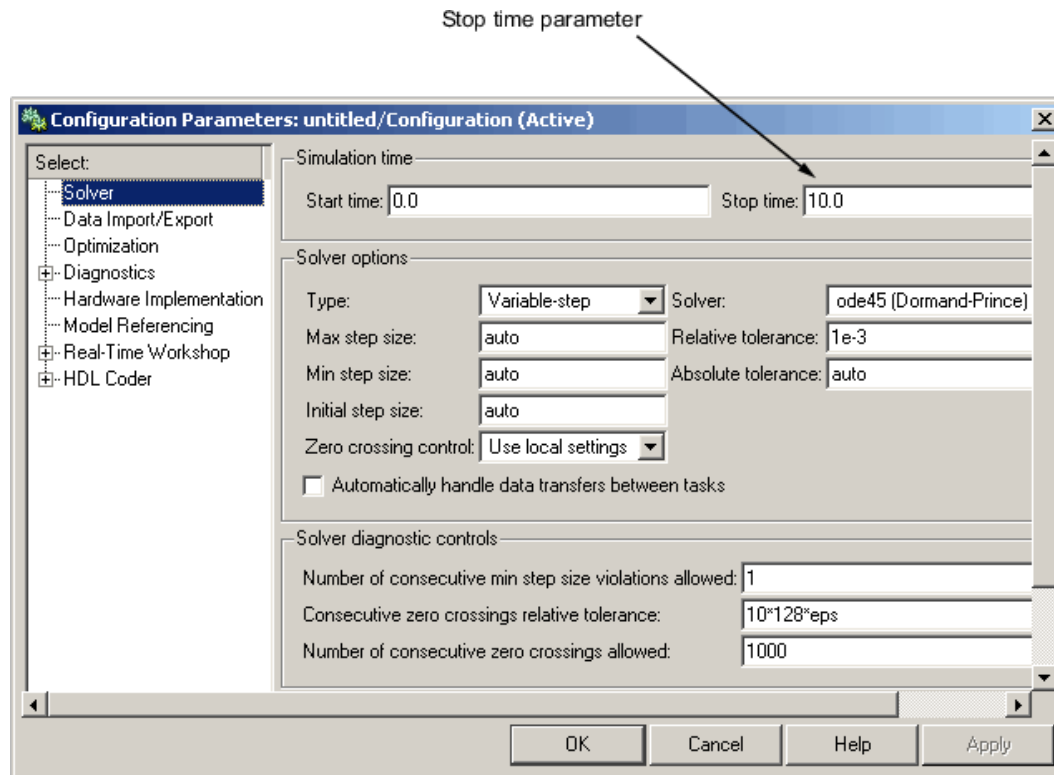 Stop time parameter
Configuration Parameters: untitled/Configuration (Active)
Select:
Solver
Data Import/Export
Optimization
Diagnostics
Hardware Implementation
Model Referencing
Real-Time Workshop
HDL Coder
Simulation time
Start time: 0.0 Stop time: 10.0
Solver options
Type: Variable-step Solver: ode45 (Dormand-Prince)
Max step size: auto Relative tolerance: 1e-3
Min step size: auto Absolute tolerance: auto
Initial step size: auto
Zero crossing control: Use local settings
Automatically handle data transfers between tasks
Solver diagnostic controls
Number of consecutive min step size violations allowed: 1
Consecutive zero crossings relative tolerance: 10*128*eps
Number of consecutive zero crossings allowed: 1000
OK Cancel Help Apply